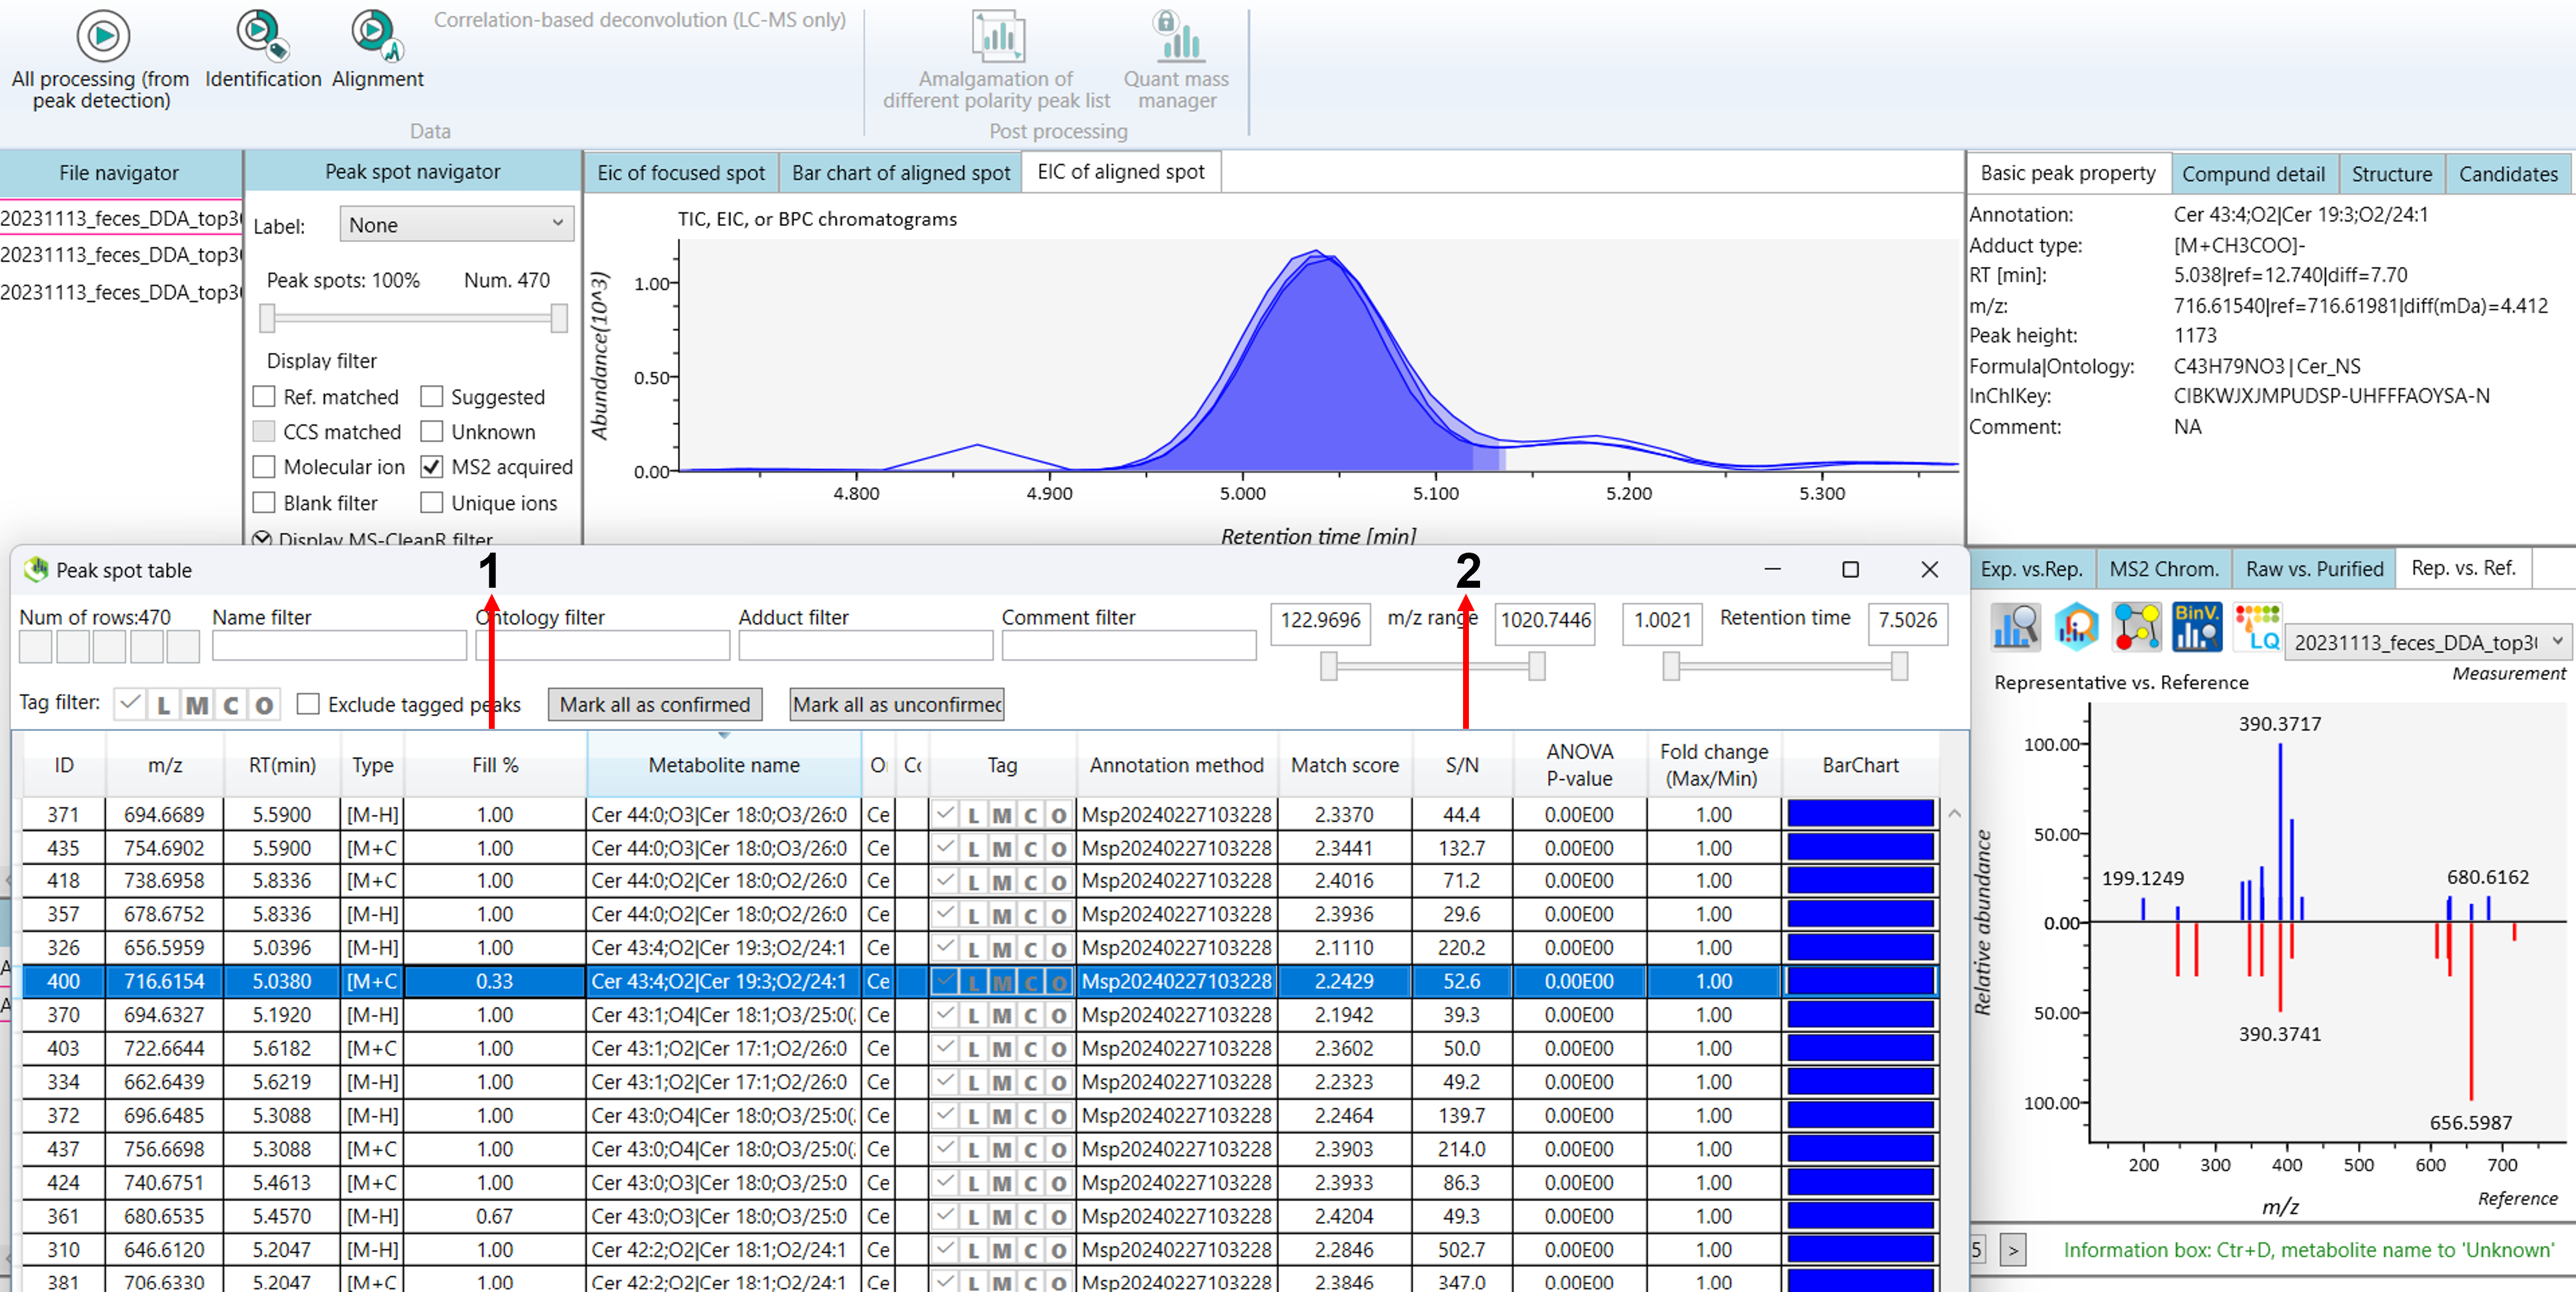 All processing (from
peak detection)
Identification
Alignment
Correlation-based deconvolution (LC-MS only)
Data
Amalgamation of
different polarity peak list
Quant mass
manager
Post processing
File navigator
20231113_feces_DDA_top3
20231113_feces_DDA_top3
20231113_feces_DDA_top3
Peak spot navigator
Label: None
Peak spots: 100% Num. 470
Display filter
Ref. matched Suggested
CCS matched Unknown
Molecular ion MS2 acquired
Blank filter Unique ions
Display MS-CleanR filter
Eic of focused spot Bar chart of aligned spot EIC of aligned spot
TIC, EIC, or BPC chromatograms
Abundance(10^3)
1.00
0.50
0.00
4.800 4.900 5.000 5.100 5.200 5.300
Retention time [min]
Basic peak property Compund detail Structure Candidates
Annotation: Cer 43:4;O2|Cer 19:3;O2/24:1
Adduct type: [M+CH3COO]-
RT [min]: 5.038|ref=12.740|diff=7.70
m/z: 716.61540|ref=716.61981|diff(mDa)=4.412
Peak height: 1173
Formula|Ontology: C43H79NO3|Cer_NS
InChIKey: CIBKWJXJMPUDSP-UHFFFAOYSA-N
Comment: NA
Peak spot table
1
2
Num of rows:470 Name filter Ontology filter Adduct filter Comment filter 122.9696 m/z range 1020.7446 1.0021 Retention time 7.5026
Tag filter: L M C O Exclude tagged peaks Mark all as confirmed Mark all as unconfirmed
ID m/z RT(min) Type Fill % Metabolite name O Co Tag Annotation method Match score S/N ANOVA P-value Fold change (Max/Min) BarChart
371 694.6689 5.5900 [M-H] 1.00 Cer 44:0;O3|Cer 18:0;O3/26:0 Ce L M C O Msp20240227103228 2.3370 44.4 0.00E00 1.00
435 754.6902 5.5900 [M+C 1.00 Cer 44:0;O3|Cer 18:0;O3/26:0 Ce L M C O Msp20240227103228 2.3441 132.7 0.00E00 1.00
418 738.6958 5.8336 [M+C 1.00 Cer 44:0;O2|Cer 18:0;O2/26:0 Ce L M C O Msp20240227103228 2.4016 71.2 0.00E00 1.00
357 678.6752 5.8336 [M-H] 1.00 Cer 44:0;O2|Cer 18:0;O2/26:0 Ce L M C O Msp20240227103228 2.3936 29.6 0.00E00 1.00
326 656.5959 5.0396 [M-H] 1.00 Cer 43:4;O2|Cer 19:3;O2/24:1 Ce L M C O Msp20240227103228 2.1110 220.2 0.00E00 1.00
400 716.6154 5.0380 [M+C 0.33 Cer 43:4;O2|Cer 19:3;O2/24:1 Ce L M C O Msp20240227103228 2.2429 52.6 0.00E00 1.00
370 694.6327 5.1920 [M-H] 1.00 Cer 43:1;O4|Cer 18:1;O3/25:0(. Ce L M C O Msp20240227103228 2.1942 39.3 0.00E00 1.00
403 722.6644 5.6182 [M+C 1.00 Cer 43:1;O2|Cer 17:1;O2/26:0 Ce L M C O Msp20240227103228 2.3602 50.0 0.00E00 1.00
334 662.6439 5.6219 [M-H] 1.00 Cer 43:1;O2|Cer 17:1;O2/26:0 Ce L M C O Msp20240227103228 2.2323 49.2 0.00E00 1.00
372 696.6485 5.3088 [M-H] 1.00 Cer 43:0;O4|Cer 18:0;O3/25:0(. Ce L M C O Msp20240227103228 2.2464 139.7 0.00E00 1.00
437 756.6698 5.3088 [M+C 1.00 Cer 43:0;O4|Cer 18:0;O3/25:0(. Ce L M C O Msp20240227103228 2.3903 214.0 0.00E00 1.00
424 740.6751 5.4613 [M+C 1.00 Cer 43:0;O3|Cer 18:0;O3/25:0 Ce L M C O Msp20240227103228 2.3933 86.3 0.00E00 1.00
361 680.6535 5.4570 [M-H] 0.67 Cer 43:0;O3|Cer 18:0;O3/25:0 Ce L M C O Msp20240227103228 2.4204 49.3 0.00E00 1.00
310 646.6120 5.2047 [M-H] 1.00 Cer 42:2;O2|Cer 18:1;O2/24:1 Ce L M C O Msp20240227103228 2.2846 502.7 0.00E00 1.00
381 706.6330 5.2047 [M+C 1.00 Cer 42:2;O2|Cer 18:1;O2/24:1 Ce L M C O Msp20240227103228 2.3846 347.0 0.00E00 1.00
Exp. vs.Rep. MS2 Chrom. Raw vs. Purified Rep. vs. Ref.
BinV.
LQ
20231113_feces_DDA_top3
Measurement
Representative vs. Reference
Relative abundance
100.00
50.00
0.00
50.00
100.00
390.3717
199.1249
680.6162
390.3741
656.5987
200 300 400 500 600 700
m/z
Reference
5 >
Information box: Ctr+D, metabolite name to 'Unknown'